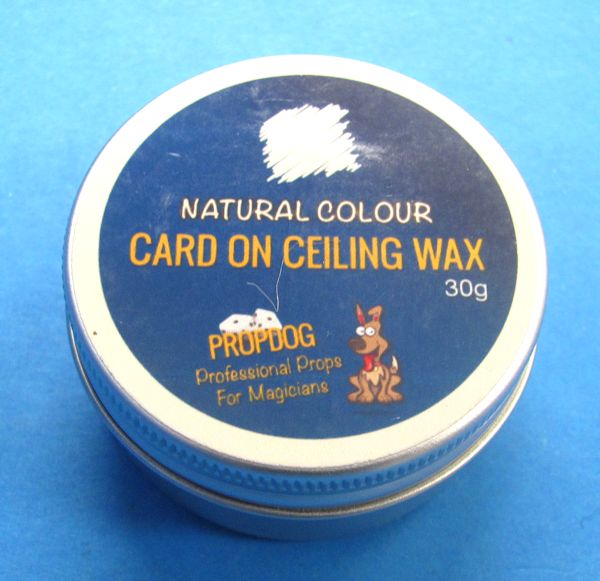 NATURAL COLOUR
CARD ON CEILING WAX
30g
PROPDOG
Professional Props
For Magicians